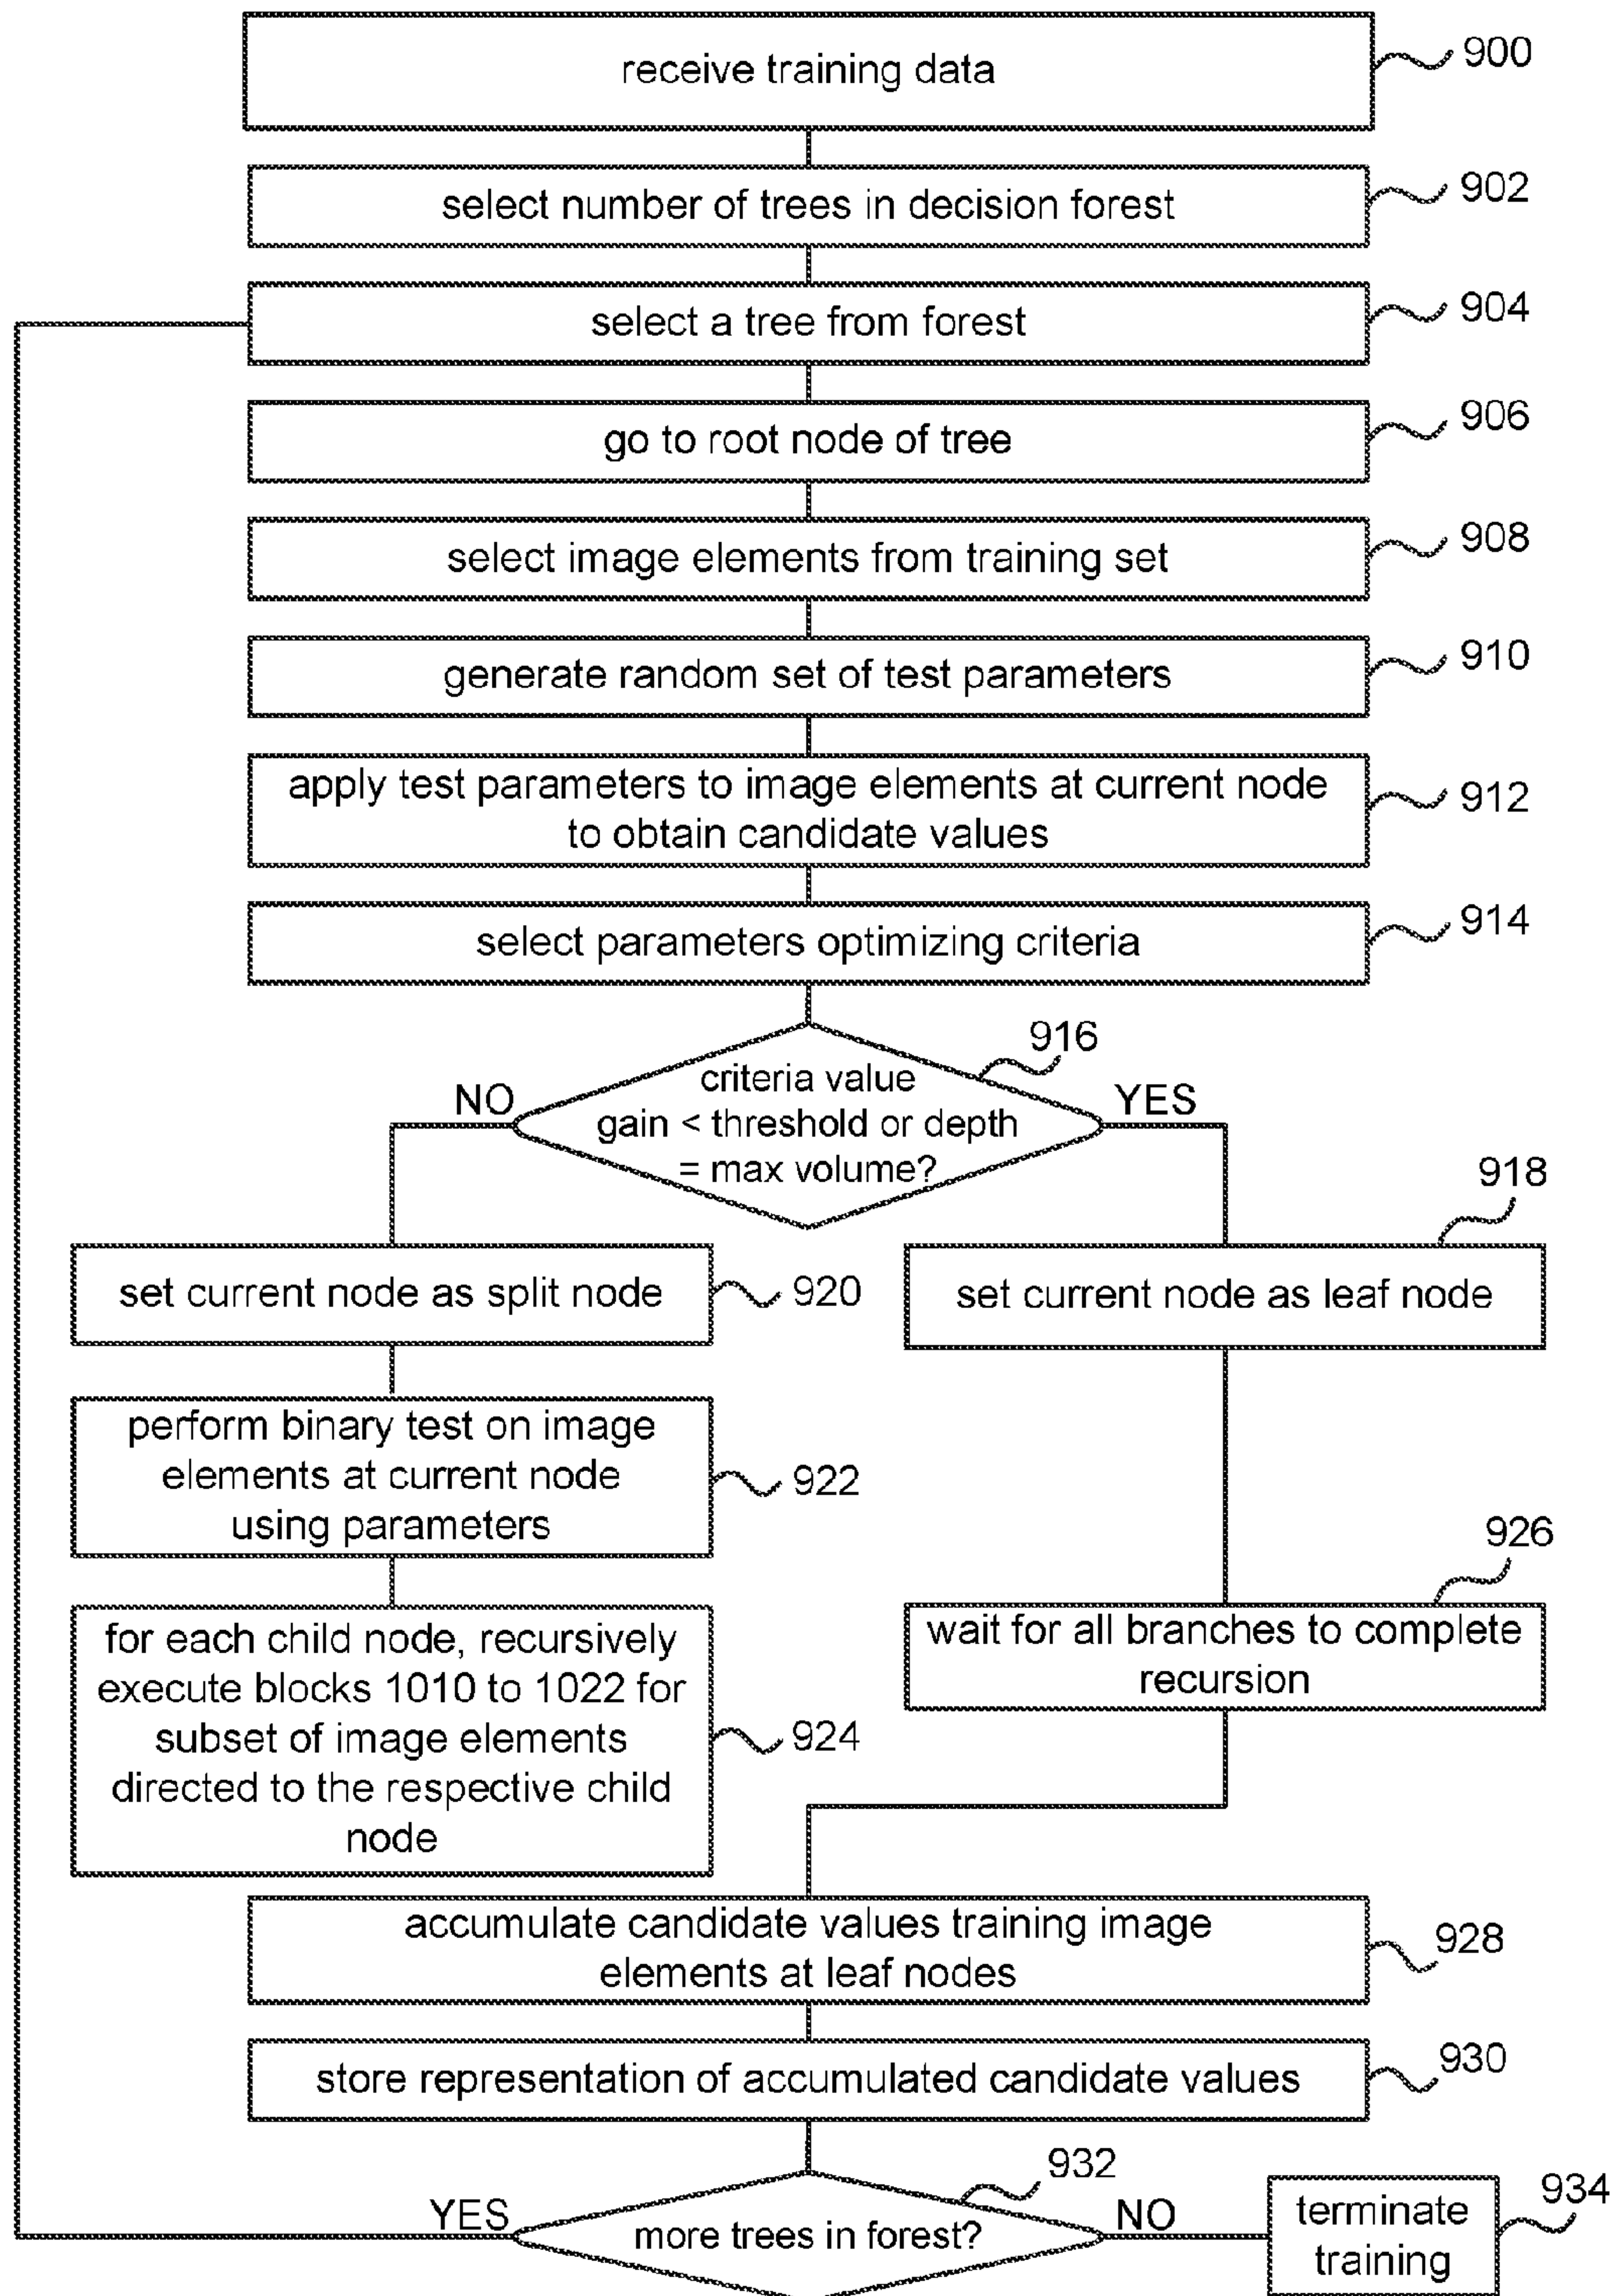 receive training data
900
select number of trees in decision forest
902
select a tree from forest
904
go to root node of tree
906
select image elements from training set
908
generate random set of test parameters
910
apply test parameters to image elements at current node
to obtain candidate values
912
select parameters optimizing criteria
914
916
criteria value
gain < threshold or depth
= max volume?
NO
YES
918
set current node as split node
920
set current node as leaf node
perform binary test on image
elements at current node
using parameters
922
926
wait for all branches to complete
recursion
for each child node, recursively
execute blocks 1010 to 1022 for
subset of image elements
directed to the respective child
node
924
accumulate candidate values training image
elements at leaf nodes
928
store representation of accumulated candidate values
930
932
YES
more trees in forest?
NO
terminate
training
934